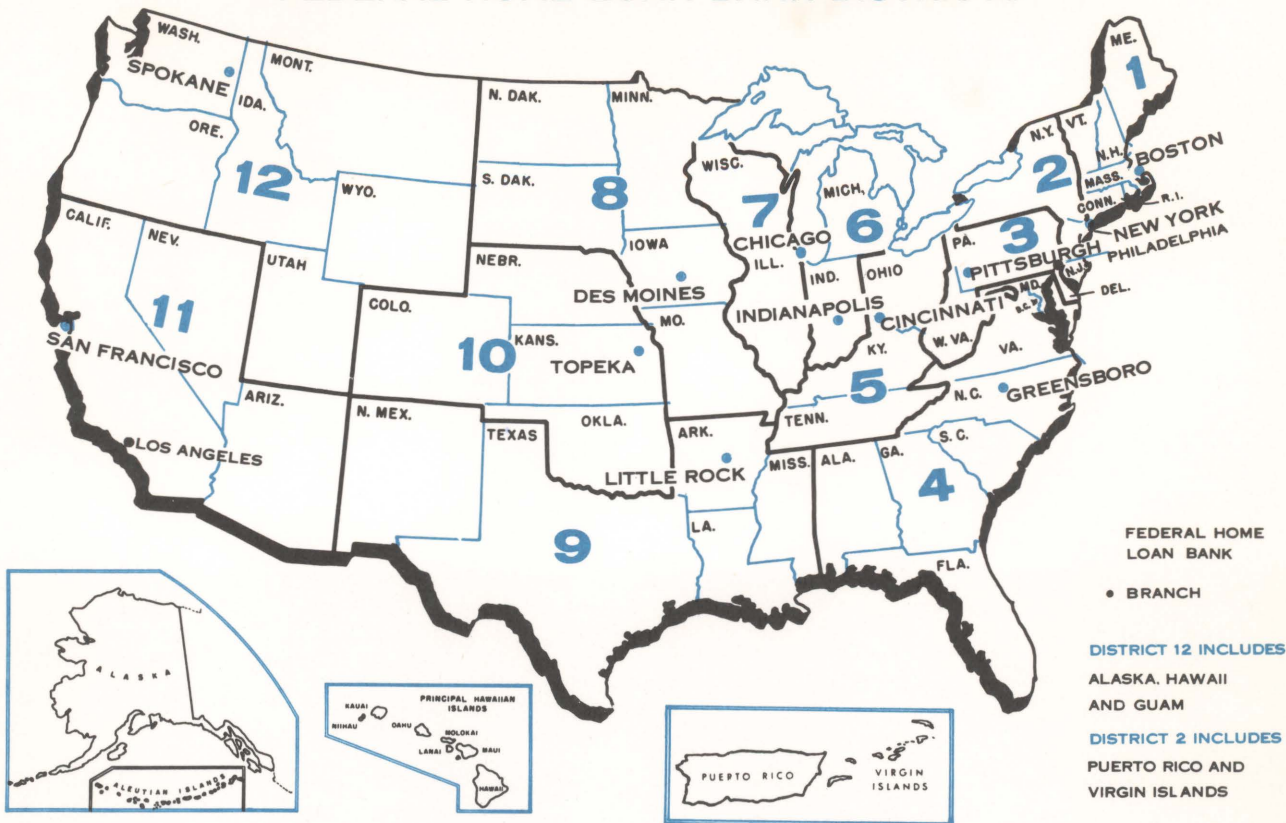 WASH.
SPOKANE
MONT.
IDA.
ORE.
12
WYO.
N. DAK.
MINN.
S. DAK.
8
WISC.
7
MICH.
6
ME.
1
N.Y.
VT.
2
N.H.
BOSTON
MASS.
CONN.
R.I.
NEW YORK
PA.
3
PITTSBURGH
PHILADELPHIA
N.J.
DEL.
MD.
CALIF.
NEV.
UTAH
11
SAN FRANCISCO
LOS ANGELES
ARIZ.
COLO.
10
NEBR.
KANS.
TOPEKA
IOWA
DES MOINES
MO.
CHICAGO
ILL.
IND.
OHIO
INDIANAPOLIS
CINCINNATI
D.C.
W. VA.
VA.
KY.
5
N.C.
GREENSBORO
TENN.
S. C.
N. MEX.
TEXAS
OKLA.
ARK.
LITTLE ROCK
LA.
9
MISS.
ALA.
GA.
4
FLA.
FEDERAL HOME
LOAN BANK
• BRANCH
DISTRICT 12 INCLUDES
ALASKA, HAWAII
AND GUAM
DISTRICT 2 INCLUDES
PUERTO RICO AND
VIRGIN ISLANDS
ALASKA
ALEUTIAN ISLANDS
PRINCIPAL HAWAIIAN
ISLANDS
KAUAI
NIIHAU
OAHU
MOLOKAI
LANAI
MAUI
HAWAII
PUERTO RICO
VIRGIN
ISLANDS